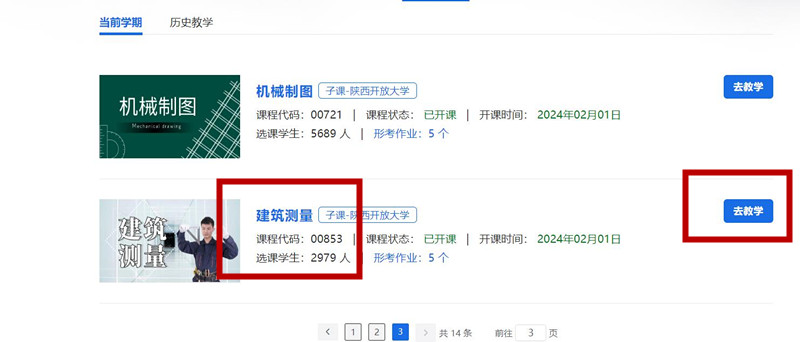 当前学期 历史教学
机械制图
Mechanical drawing
机械制图 子课-陕西开放大学 去教学
课程代码：00721 | 课程状态： 已开课 | 开课时间： 2024年02月01日
选课学生：5689 人 | 形考作业：5 个
建筑
测量
建筑测量 子课-陕西开放大学 去教学
课程代码：00853 | 课程状态： 已开课 | 开课时间： 2024年02月01日
选课学生：2979 人 | 形考作业：5 个
< 1 2 3 > 共 14 条 前往 3 页